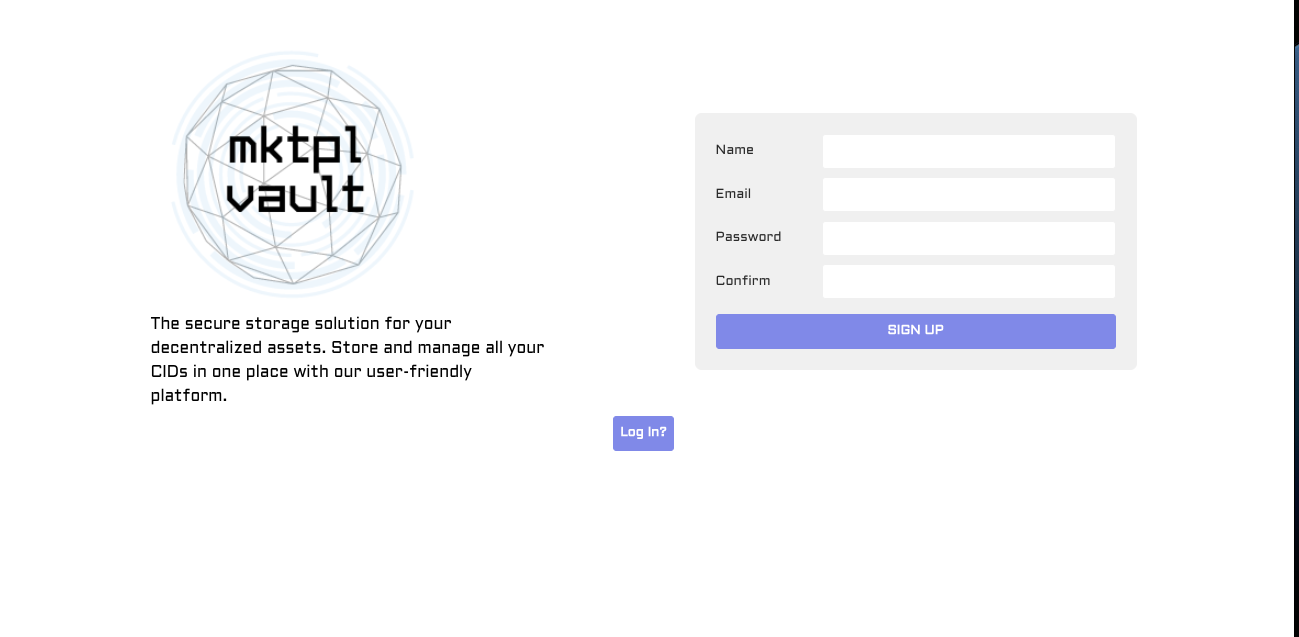 mktpl
vault
The secure storage solution for your
decentralized assets. Store and manage all your
CIDs in one place with our user-friendly
platform.
Name
Email
Password
Confirm
SIGN UP
Log In?